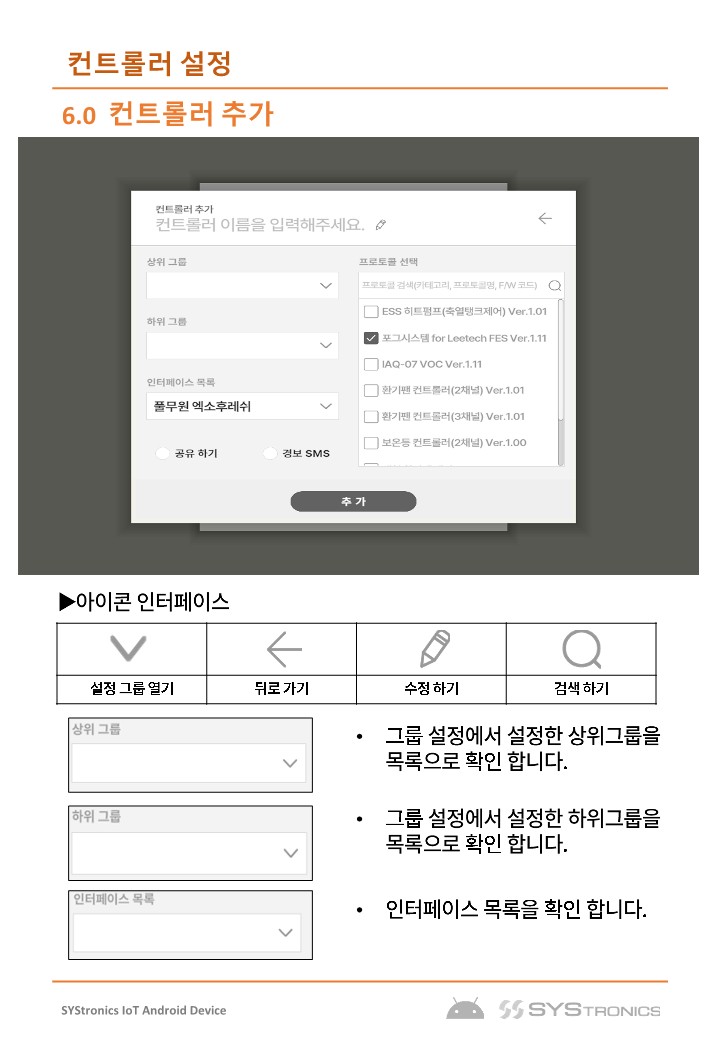 컨트롤러 설정
6.0 컨트롤러 추가
컨트롤러 추가
컨트롤러 이름을 입력해주세요.
상위 그룹
하위 그룹
인터페이스 목록
풀무원 엑소후레쉬
공유 하기
경보 SMS
프로토콜 선택
프로토콜 검색(카테고리, 프로토콜명, F/W 코드)
ESS 히트펌프(축열탱크제어) Ver.1.01
포그시스템 for Leetech FES Ver.1.11
IAQ-07 VOC Ver.1.11
환기팬 컨트롤러(2채널) Ver.1.01
환기팬 컨트롤러(3채널) Ver.1.01
보온등 컨트롤러(2채널) Ver.1.00
추 가
▶아이콘 인터페이스
설정 그룹 열기
뒤로 가기
수정 하기
검색 하기
상위 그룹
• 그룹 설정에서 설정한 상위그룹을
목록으로 확인 합니다.
하위 그룹
• 그룹 설정에서 설정한 하위그룹을
목록으로 확인 합니다.
인터페이스 목록
• 인터페이스 목록을 확인 합니다.
SYStronics IoT Android Device
SYSTRONICS